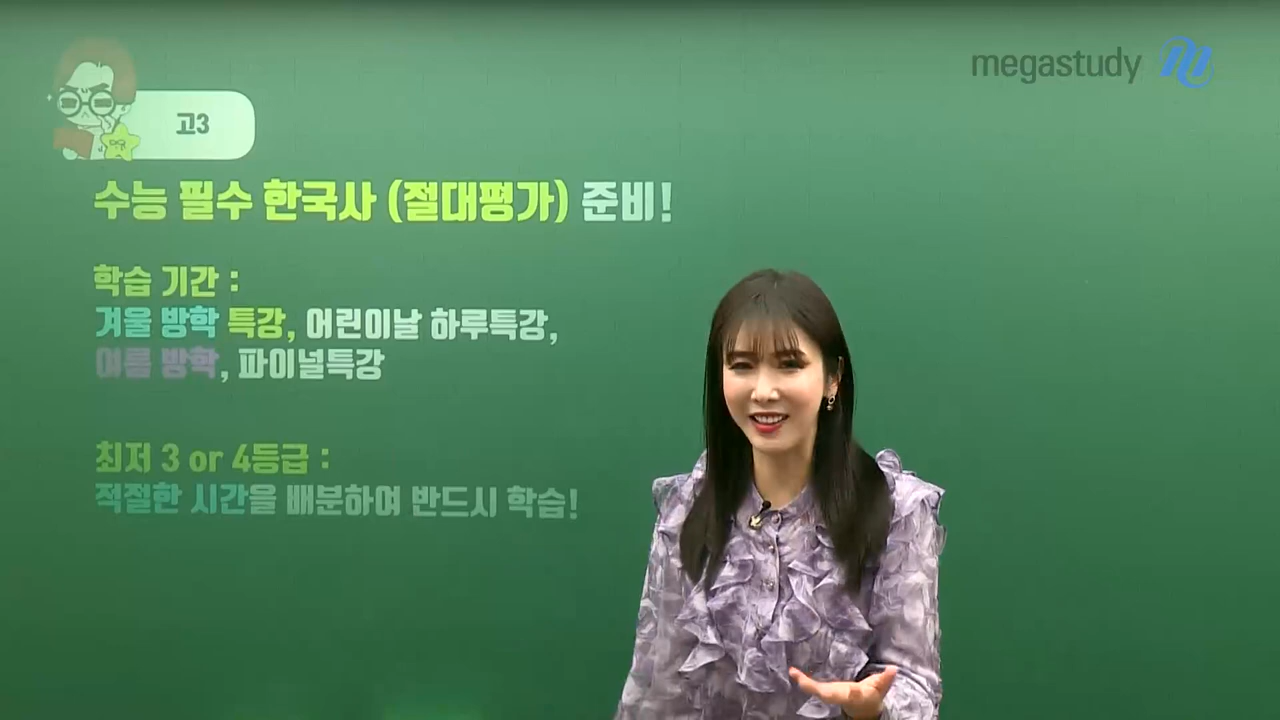 megastudy
고3
수능 필수 한국사 (절대평가) 준비!
학습 기간 :
겨울 방학 특강, 어린이날 하루특강,
여름 방학, 파이널특강
최저 3 or 4등급 :
적절한 시간을 배분하여 반드시 학습!